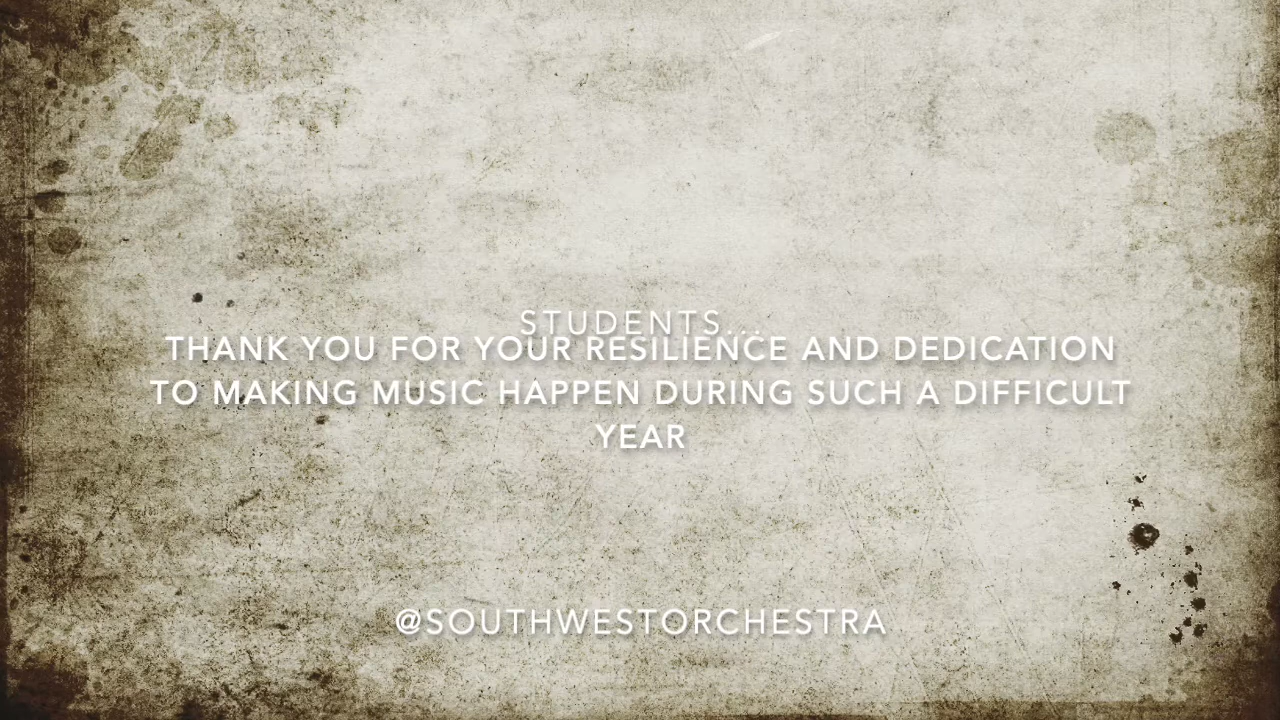 STUDENTS...
THANK YOU FOR YOUR RESILIENCE AND DEDICATION
TO MAKING MUSIC HAPPEN DURING SUCH A DIFFICULT
YEAR
@SOUTHWESTORCHESTRA